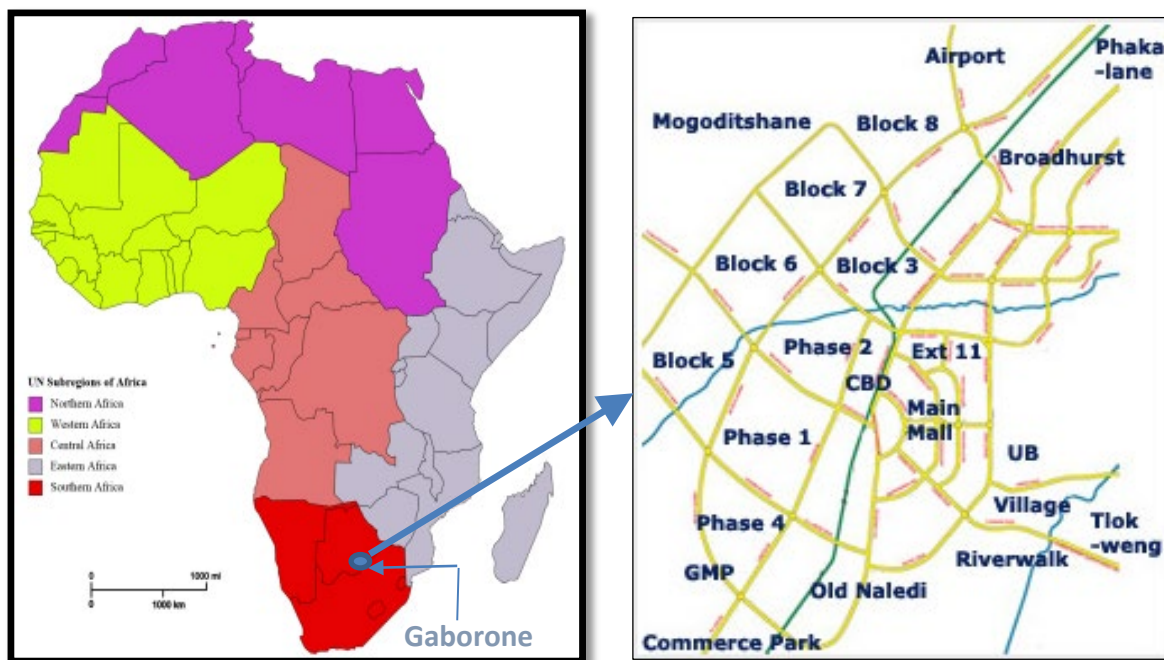 UN Subregions of Africa
Northern Africa
Western Africa
Central Africa
Eastern Africa
Southern Africa
0 1000 mi
0 1000 km
Gaborone
Airport
Phaka
-lane
Mogoditshane
Block 8
Broadhurst
Block 7
Block 6
Block 3
Block 5
Phase 2
Ext 11
CBD
Main
Mall
Phase 1
UB
Village
Phase 4
Tlok
-weng
Riverwalk
GMP
Old Naledi
Commerce Park